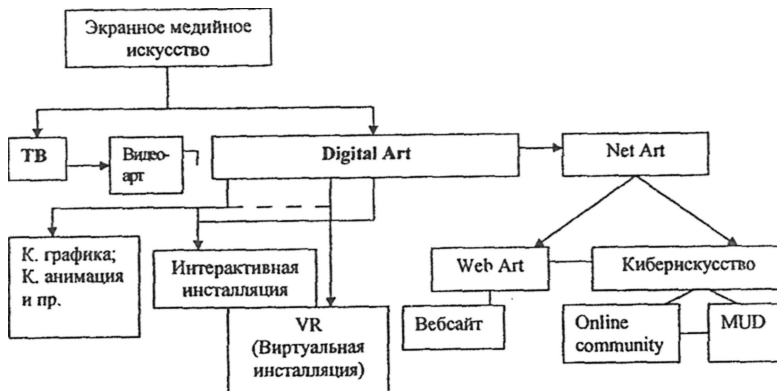 Экранное медийное
искусство
ТВ
Видео-
арт
Digital Art
Net Art
К. графика;
К. анимация
и пр.
Интерактивная
инсталляция
VR
(Виртуальная
инсталляция)
Web Art
Киберискусство
Вебсайт
Online
community
MUD